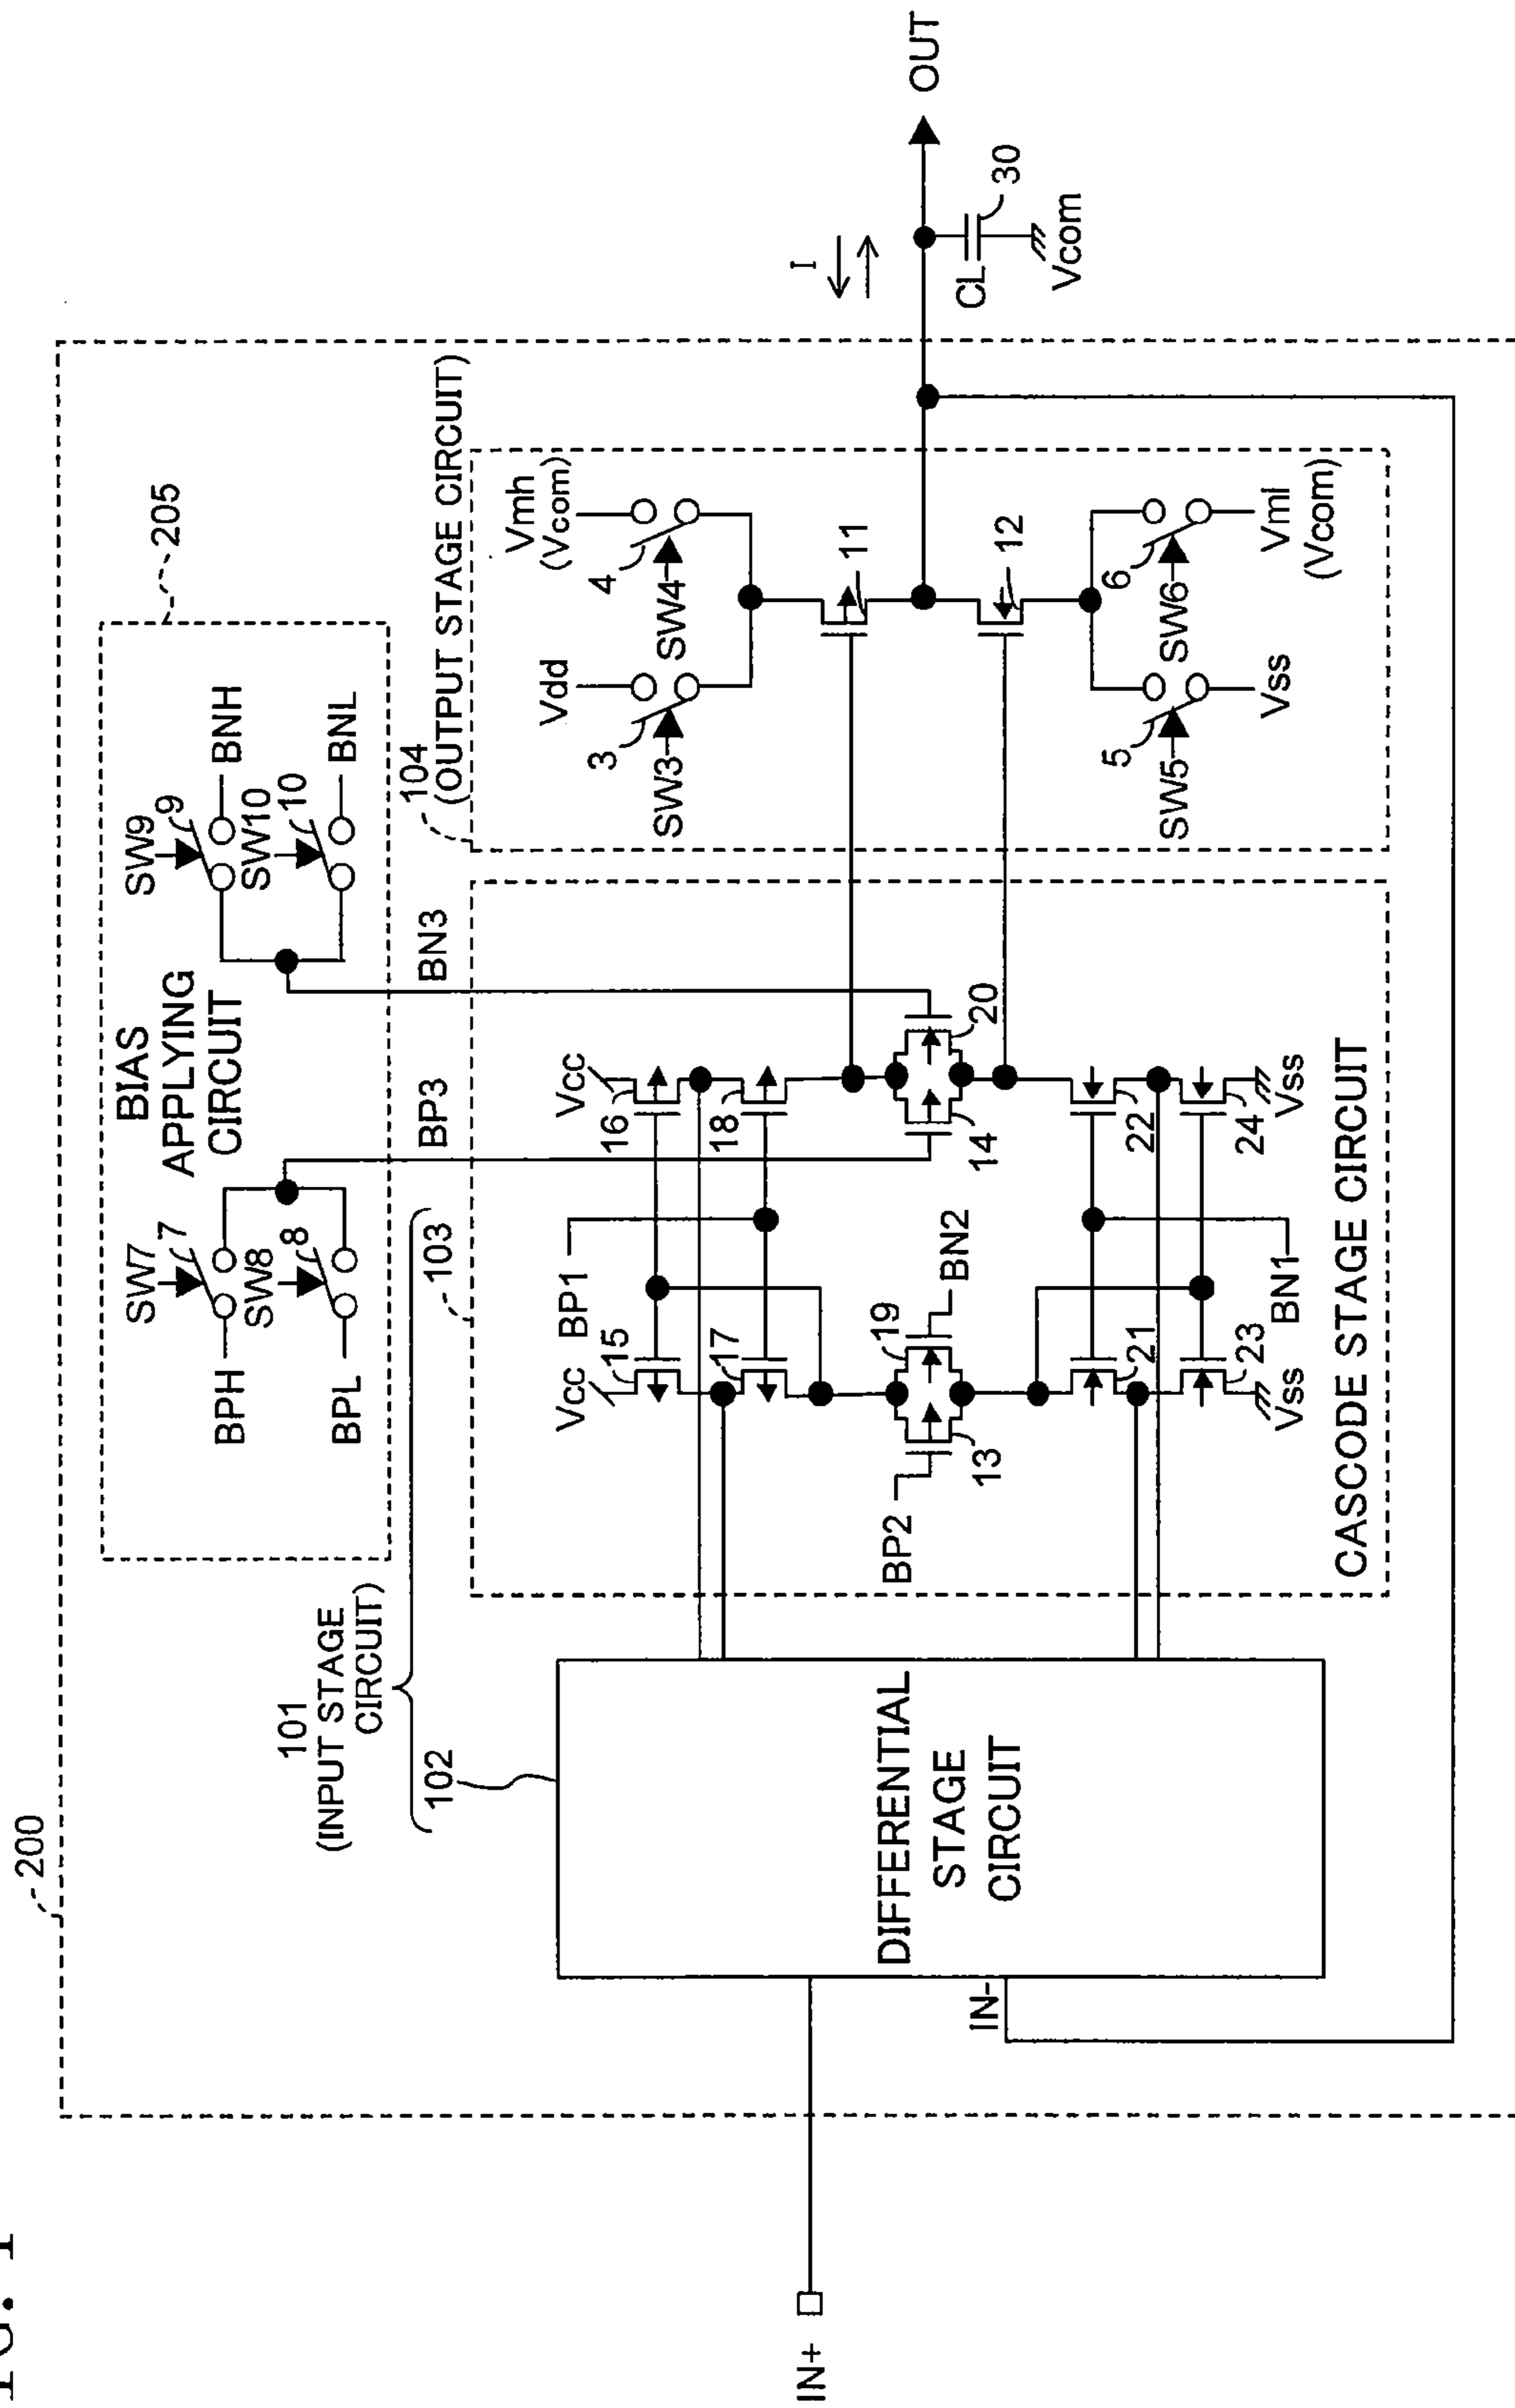 FIG. 1
200
101
(INPUT STAGE
CIRCUIT)
102
DIFFERENTIAL
STAGE
CIRCUIT
IN+
IN-
205
BIAS
APPLYING
CIRCUIT
SW7
7
SW8
8
BPH
BPL
SW9
9
SW10
10
BNH
BNL
BP3
BN3
103
CASCODE STAGE CIRCUIT
Vcc
15
BP1
Vcc
16
17
18
BP2
13
19
BN2
14
20
21
22
23
24
BN1
Vss
Vss
104
(OUTPUT STAGE CIRCUIT)
Vdd
3
SW3
Vmh
(Vcom)
4
SW4
11
12
5
SW5
Vss
6
SW6
Vml
(Vcom)
I
CL
30
Vcom
OUT